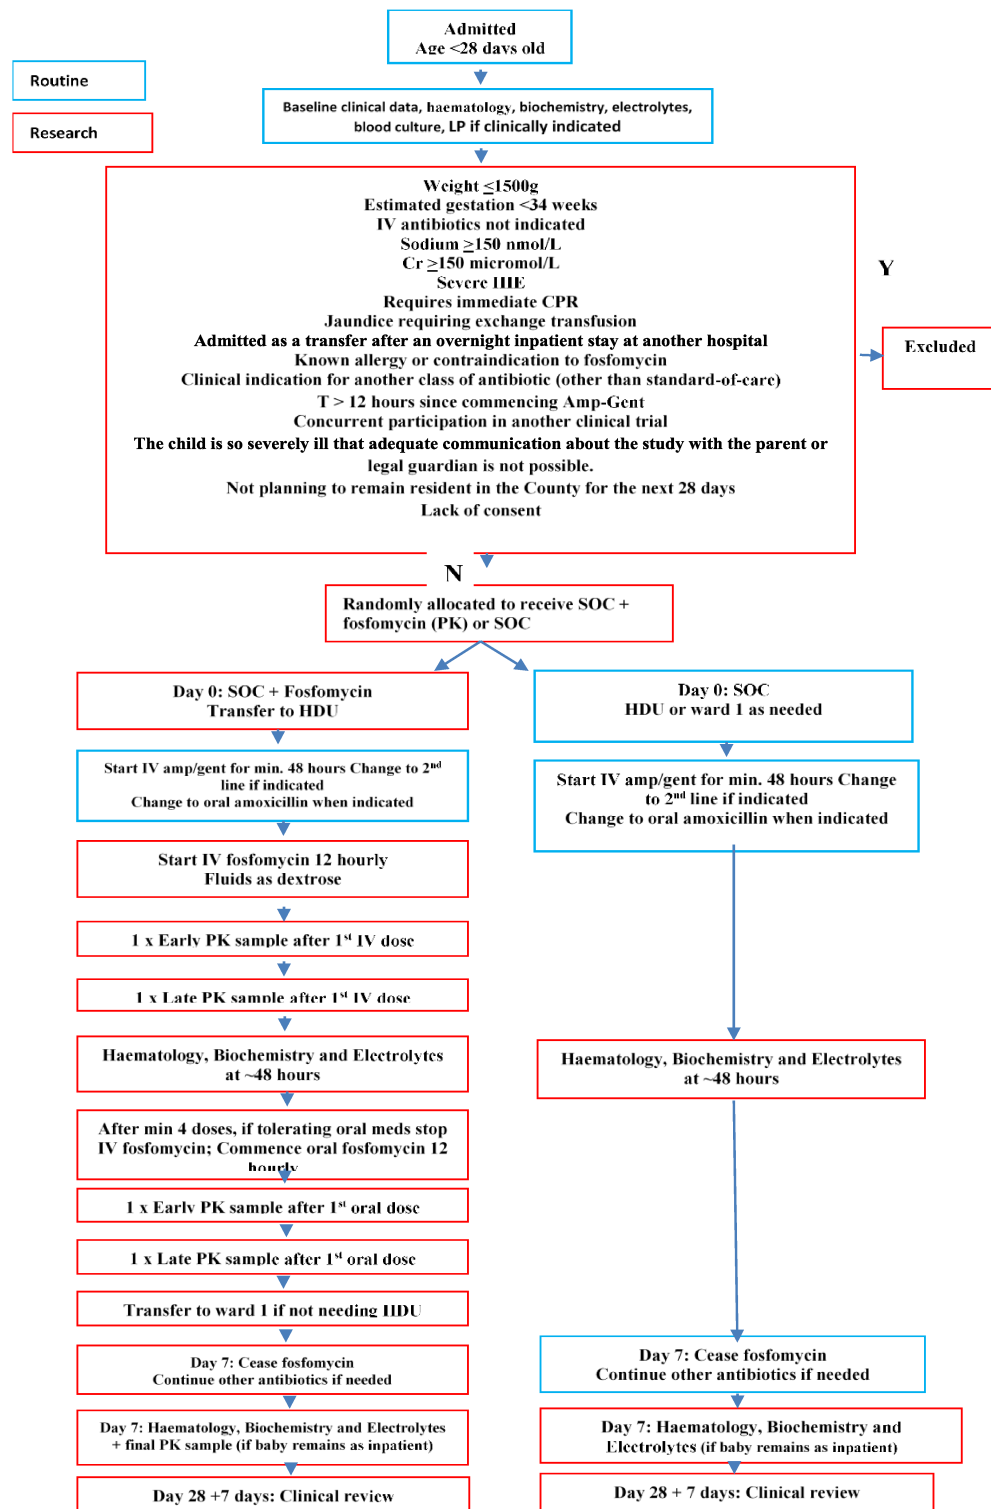 Admitted
Age <28 days old
Routine
Research
Baseline clinical data, haematology, biochemistry, electrolytes,
blood culture, LP if clinically indicated
Weight ≤1500g
Estimated gestation <34 weeks
IV antibiotics not indicated
Sodium ≥150 nmol/L
Cr ≥150 micromol/L
Severe HIE
Requires immediate CPR
Jaundice requiring exchange transfusion
Admitted as a transfer after an overnight inpatient stay at another hospital
Known allergy or contraindication to fosfomycin
Clinical indication for another class of antibiotic (other than standard-of-care)
T > 12 hours since commencing Amp-Gent
Concurrent participation in another clinical trial
The child is so severely ill that adequate communication about the study with the parent or
legal guardian is not possible.
Not planning to remain resident in the County for the next 28 days
Lack of consent
Y
Excluded
N
Randomly allocated to receive SOC +
fosfomycin (PK) or SOC
Day 0: SOC + Fosfomycin
Transfer to HDU
Start IV amp/gent for min. 48 hours Change to 2nd
line if indicated
Change to oral amoxicillin when indicated
Start IV fosfomycin 12 hourly
Fluids as dextrose
1 x Early PK sample after 1st IV dose
1 x Late PK sample after 1st IV dose
Haematology, Biochemistry and Electrolytes
at ~48 hours
After min 4 doses, if tolerating oral meds stop
IV fosfomycin; Commence oral fosfomycin 12
hourly
1 x Early PK sample after 1st oral dose
1 x Late PK sample after 1st oral dose
Transfer to ward 1 if not needing HDU
Day 7: Cease fosfomycin
Continue other antibiotics if needed
Day 7: Haematology, Biochemistry and Electrolytes
+ final PK sample (if baby remains as inpatient)
Day 28 +7 days: Clinical review
Day 0: SOC
HDU or ward 1 as needed
Start IV amp/gent for min. 48 hours Change
to 2nd line if indicated
Change to oral amoxicillin when indicated
Haematology, Biochemistry and Electrolytes
at ~48 hours
Day 7: Cease fosfomycin
Continue other antibiotics if needed
Day 7: Haematology, Biochemistry and
Electrolytes (if baby remains as inpatient)
Day 28 + 7 days: Clinical review